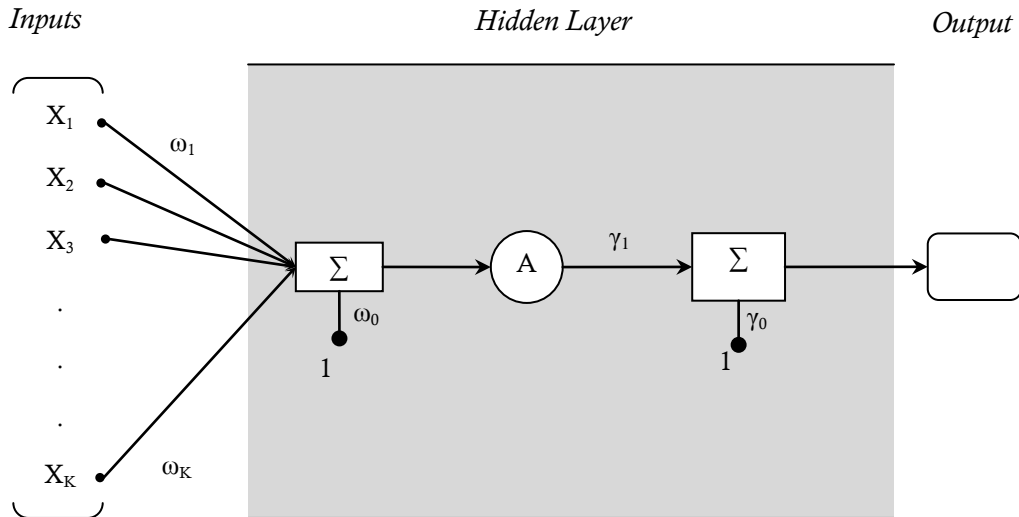 Inputs Hidden Layer Output
X₁
ω₁
X₂
X₃
Σ A γ₁ Σ
ω₀ γ₀
1 1
.
.
.
X_K ω_K